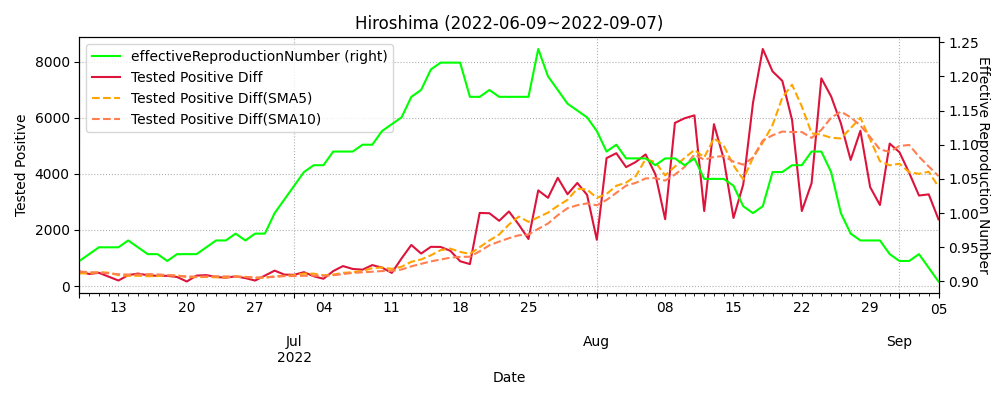 Hiroshima (2022-06-09~2022-09-07)
effectiveReproductionNumber (right)
Tested Positive Diff
Tested Positive Diff(SMA5)
Tested Positive Diff(SMA10)
Tested Positive
8000
6000
4000
2000
0
Effective Reproduction Number
1.25
1.20
1.15
1.10
1.05
1.00
0.95
0.90
13 20 27 04 11 18 25 08 15 22 29 05
Jul Aug Sep
2022
Date